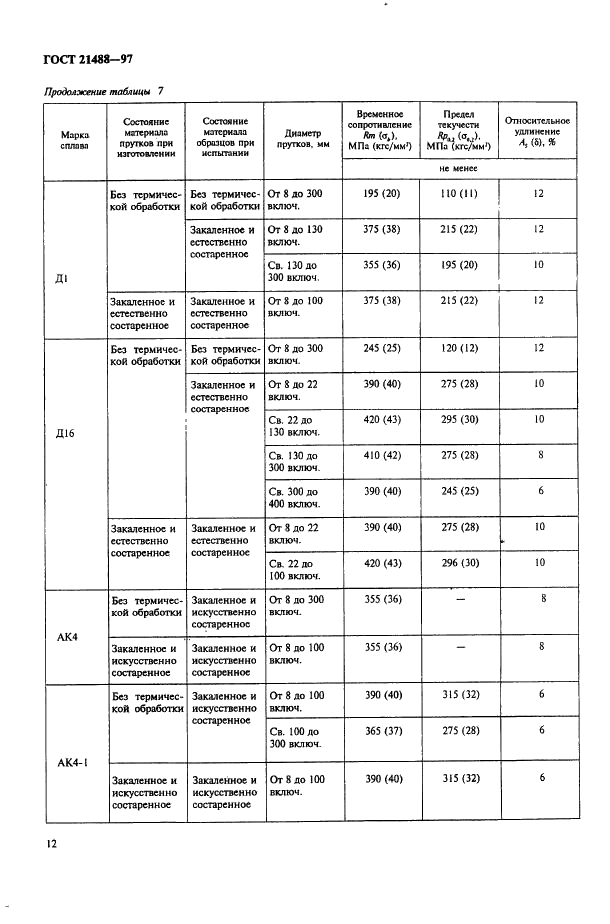 ГОСТ 21488—97
Продолжение таблицы 7
Марка сплава
Состояние материала прутков при изготовлении
Состояние материала образцов при испытании
Диаметр прутков, мм
Временное сопротивление Rm (σв), МПа (кгс/мм²)
Предел текучести Rp0,2 (σ0,2), МПа (кгс/мм²)
Относительное удлинение A5 (δ), %
не менее
Д1
Без термической обработки
Без термической обработки
От 8 до 300 включ.
195 (20)
110 (11)
12
Закаленное и естественно состаренное
От 8 до 130 включ.
375 (38)
215 (22)
12
Св. 130 до 300 включ.
355 (36)
195 (20)
10
Закаленное и естественно состаренное
Закаленное и естественно состаренное
От 8 до 100 включ.
375 (38)
215 (22)
12
Д16
Без термической обработки
Без термической обработки
От 8 до 300 включ.
245 (25)
120 (12)
12
Закаленное и естественно состаренное
От 8 до 22 включ.
390 (40)
275 (28)
10
Св. 22 до 130 включ.
420 (43)
295 (30)
10
Св. 130 до 300 включ.
410 (42)
275 (28)
8
Св. 300 до 400 включ.
390 (40)
245 (25)
6
Закаленное и естественно состаренное
Закаленное и естественно состаренное
От 8 до 22 включ.
390 (40)
275 (28)
10
Св. 22 до 100 включ.
420 (43)
296 (30)
10
АК4
Без термической обработки
Закаленное и искусственно состаренное
От 8 до 300 включ.
355 (36)
—
8
Закаленное и искусственно состаренное
Закаленное и искусственно состаренное
От 8 до 100 включ.
355 (36)
—
8
АК4-1
Без термической обработки
Закаленное и искусственно состаренное
От 8 до 100 включ.
390 (40)
315 (32)
6
Св. 100 до 300 включ.
365 (37)
275 (28)
6
Закаленное и искусственно состаренное
Закаленное и искусственно состаренное
От 8 до 100 включ.
390 (40)
315 (32)
6
12